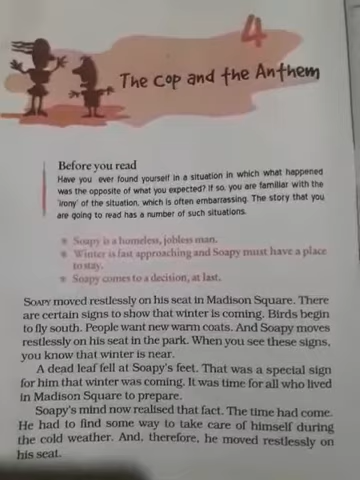 4
The Cop and the Anthem
Before you read
Have you ever found yourself in a situation in which what happened
was the opposite of what you expected? If so, you are familiar with the
'irony' of the situation, which is often embarrassing. The story that you
are going to read has a number of such situations.
Soapy is a homeless, jobless man.
Winter is fast approaching and Soapy must have a place
to stay.
Soapy comes to a decision, at last.
SOAPY moved restlessly on his seat in Madison Square. There
are certain signs to show that winter is coming. Birds begin
to fly south. People want new warm coats. And Soapy moves
restlessly on his seat in the park. When you see these signs,
you know that winter is near.
A dead leaf fell at Soapy's feet. That was a special sign
for him that winter was coming. It was time for all who lived
in Madison Square to prepare.
Soapy's mind now realised that fact. The time had come.
He had to find some way to take care of himself during
the cold weather. And, therefore, he moved restlessly on
his seat.